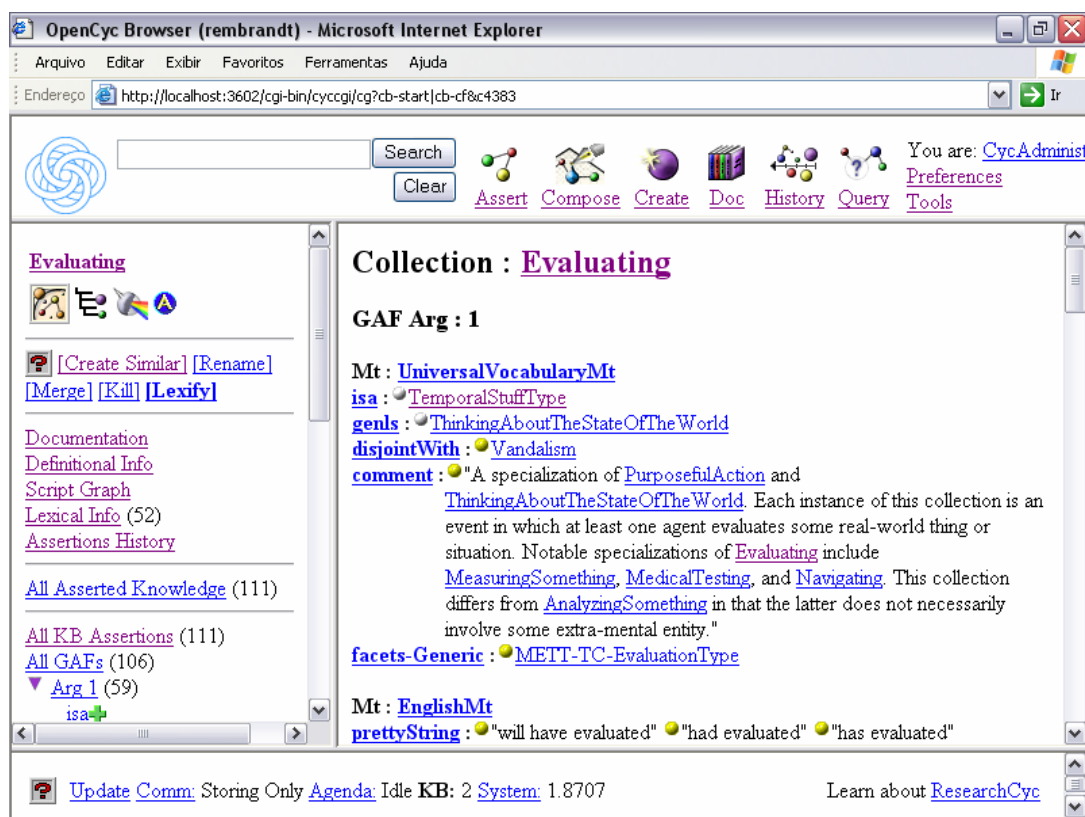 OpenCyc Browser (rembrandt) - Microsoft Internet Explorer
Arquivo Editar Exibir Favoritos Ferramentas Ajuda
Endereço http://localhost:3602/cgi-bin/cyccgi/cg?cb-start|cb-cf&c4383 Ir
Search
Clear
Assert Compose Create Doc History Query
You are: CycAdminist
Preferences
Tools
Evaluating
[Create Similar] [Rename]
[Merge] [Kill] [Lexify]
Documentation
Definitional Info
Script Graph
Lexical Info (52)
Assertions History
All Asserted Knowledge (111)
All KB Assertions (111)
All GAFs (106)
Arg 1 (59)
isa
Collection : Evaluating
GAF Arg : 1
Mt : UniversalVocabularyMt
isa : TemporalStuffType
genls : ThinkingAboutTheStateOfTheWorld
disjointWith : Vandalism
comment : "A specialization of PurposefulAction and
ThinkingAboutTheStateOfTheWorld. Each instance of this collection is an
event in which at least one agent evaluates some real-world thing or
situation. Notable specializations of Evaluating include
MeasuringSomething, MedicalTesting, and Navigating. This collection
differs from AnalyzingSomething in that the latter does not necessarily
involve some extra-mental entity."
facets-Generic : METT-TC-EvaluationType
Mt : EnglishMt
prettyString : "will have evaluated" "had evaluated" "has evaluated"
Update Comm: Storing Only Agenda: Idle KB: 2 System: 1.8707
Learn about ResearchCyc